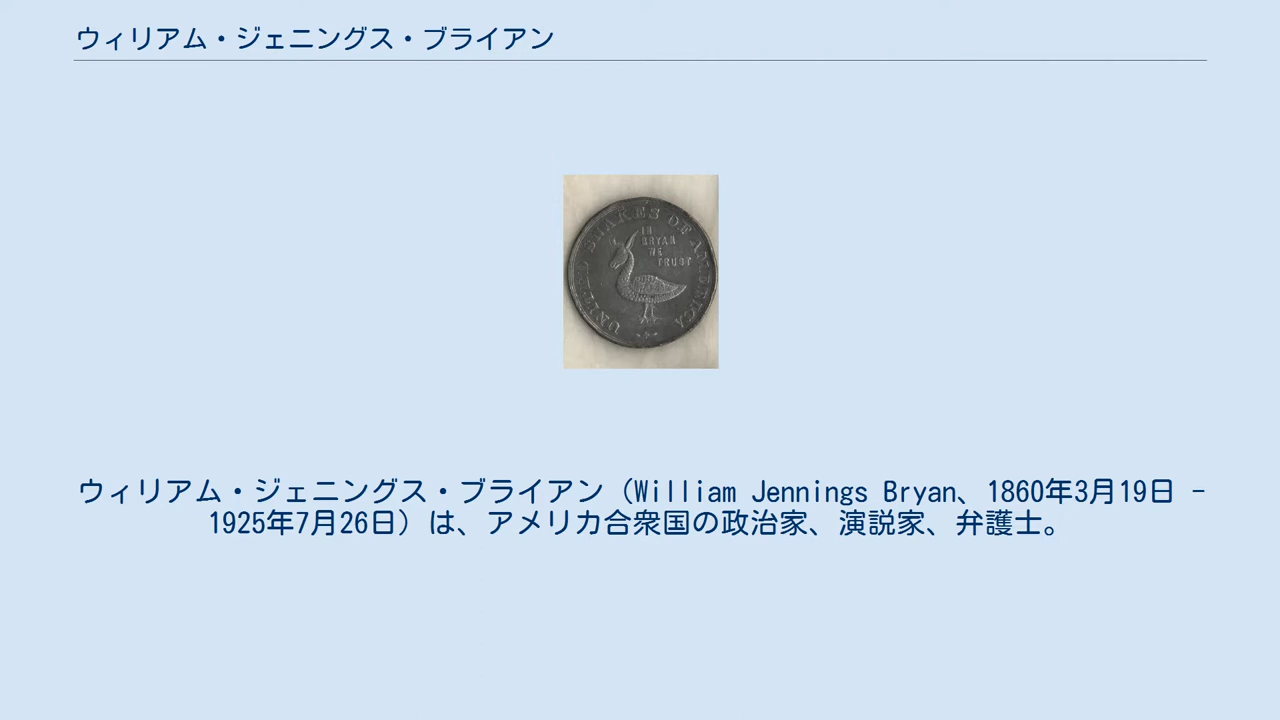 ウィリアム・ジェニングス・ブライアン
UNITED SNAKES DE AMERICA
IN
BRYAN
WE
TRUST
ウィリアム・ジェニングス・ブライアン（William Jennings Bryan、1860年3月19日 -
1925年7月26日）は、アメリカ合衆国の政治家、演説家、弁護士。